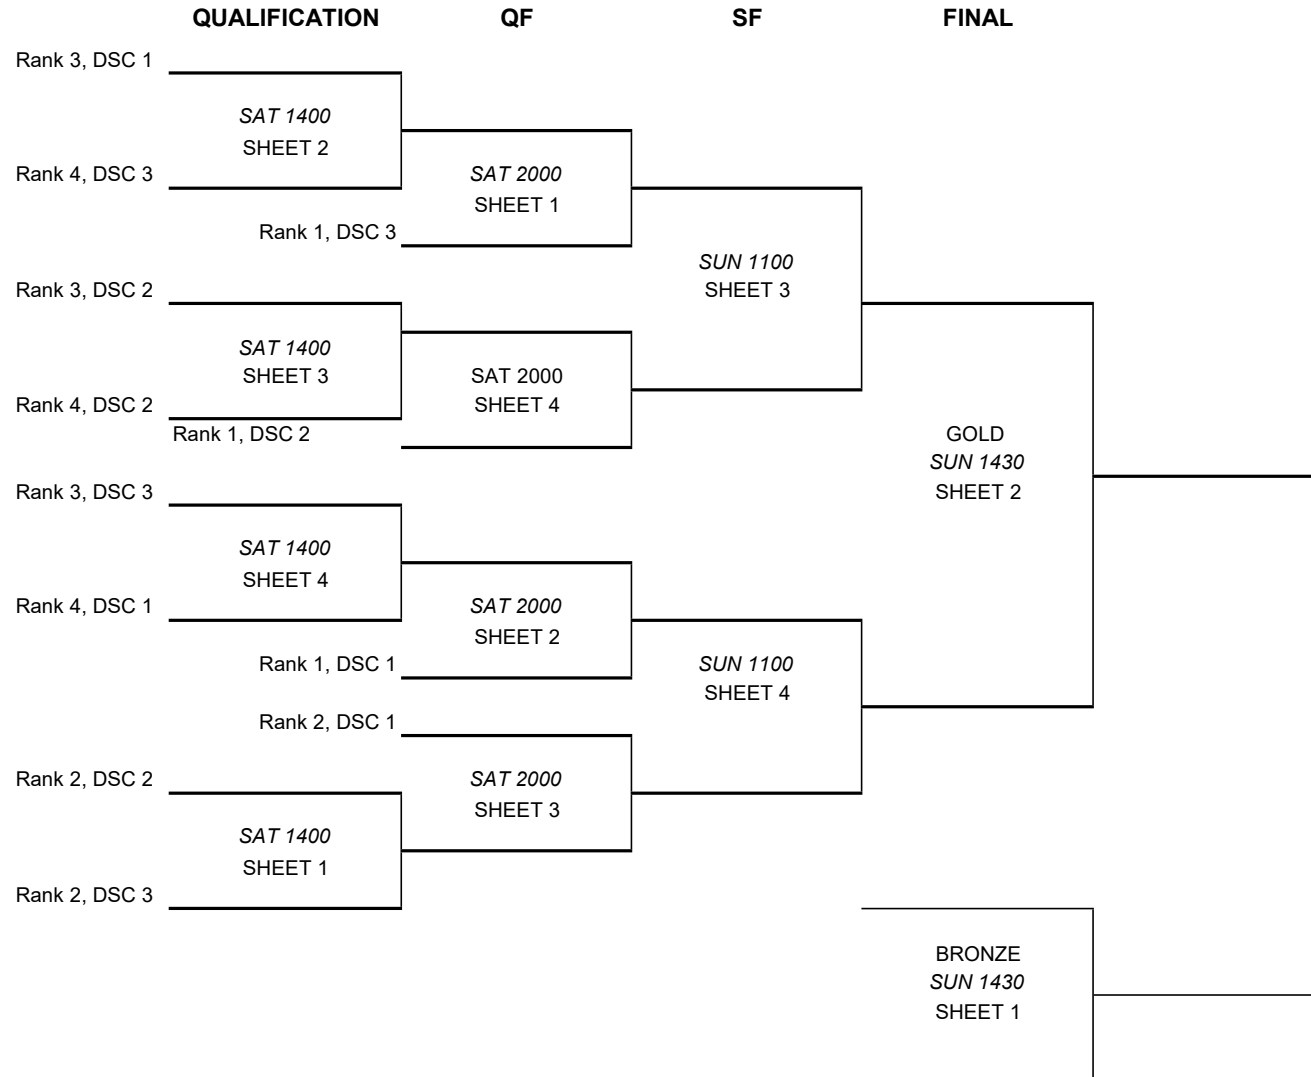 QUALIFICATION QF SF FINAL
Rank 3, DSC 1
SAT 1400
SHEET 2
Rank 4, DSC 3
SAT 2000
SHEET 1
Rank 1, DSC 3
SUN 1100
SHEET 3
Rank 3, DSC 2
SAT 1400
SHEET 3
SAT 2000
SHEET 4
Rank 4, DSC 2
Rank 1, DSC 2
GOLD
SUN 1430
SHEET 2
Rank 3, DSC 3
SAT 1400
SHEET 4
Rank 4, DSC 1
SAT 2000
SHEET 2
Rank 1, DSC 1
SUN 1100
SHEET 4
Rank 2, DSC 1
Rank 2, DSC 2
SAT 2000
SHEET 3
SAT 1400
SHEET 1
Rank 2, DSC 3
BRONZE
SUN 1430
SHEET 1